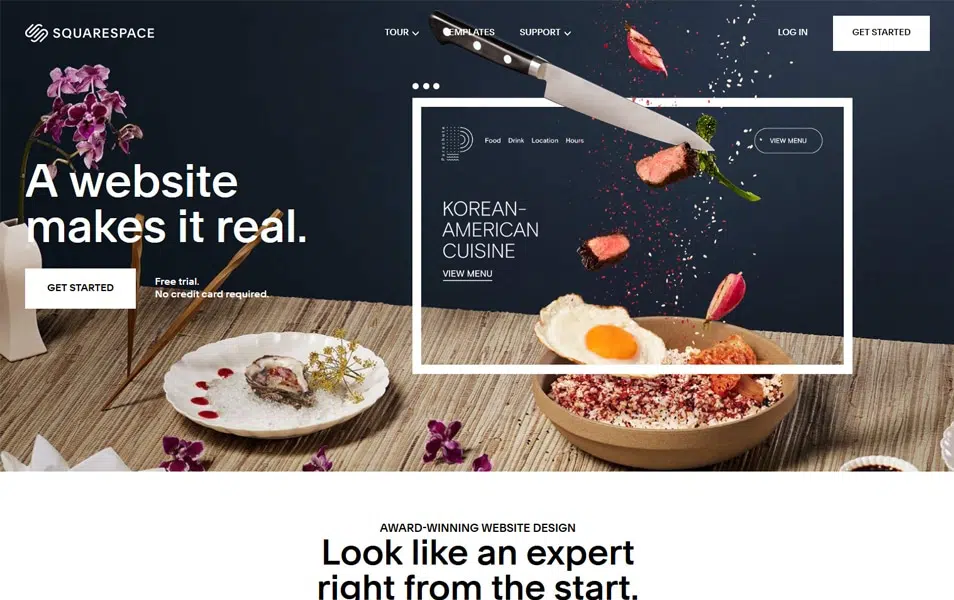 SQUARESPACE
TOUR
TEMPLATES
SUPPORT
LOG IN
GET STARTED
A website
makes it real.
GET STARTED
Free trial.
No credit card required.
Food Drink Location Hours
VIEW MENU
KOREAN-
AMERICAN
CUISINE
VIEW MENU
AWARD-WINNING WEBSITE DESIGN
Look like an expert
right from the start.